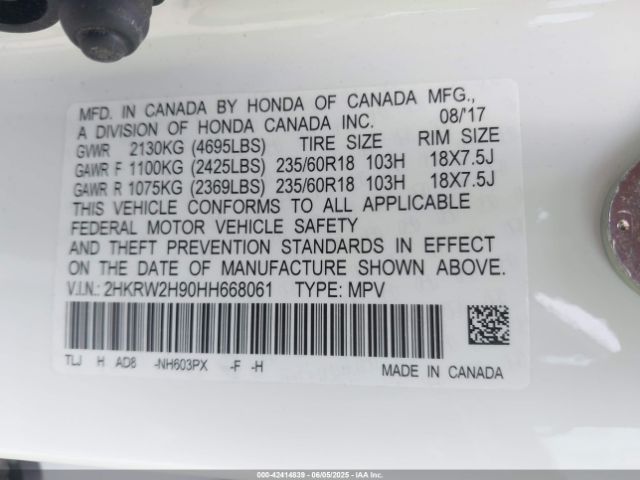 MFD. IN CANADA BY HONDA OF CANADA MFG.,
A DIVISION OF HONDA CANADA INC. 08/'17
GVWR 2130KG (4695LBS) TIRE SIZE RIM SIZE
GAWR F 1100KG (2425LBS) 235/60R18 103H 18X7.5J
GAWR R 1075KG (2369LBS) 235/60R18 103H 18X7.5J
THIS VEHICLE CONFORMS TO ALL APPLICABLE
FEDERAL MOTOR VEHICLE SAFETY
AND THEFT PREVENTION STANDARDS IN EFFECT
ON THE DATE OF MANUFACTURE SHOWN ABOVE.
V.I.N.: 2HKRW2H90HH668061 TYPE: MPV
TLJ H AD8 -NH603PX -F -H MADE IN CANADA
000-42414839 - 06/05/2025 - IAA Inc.